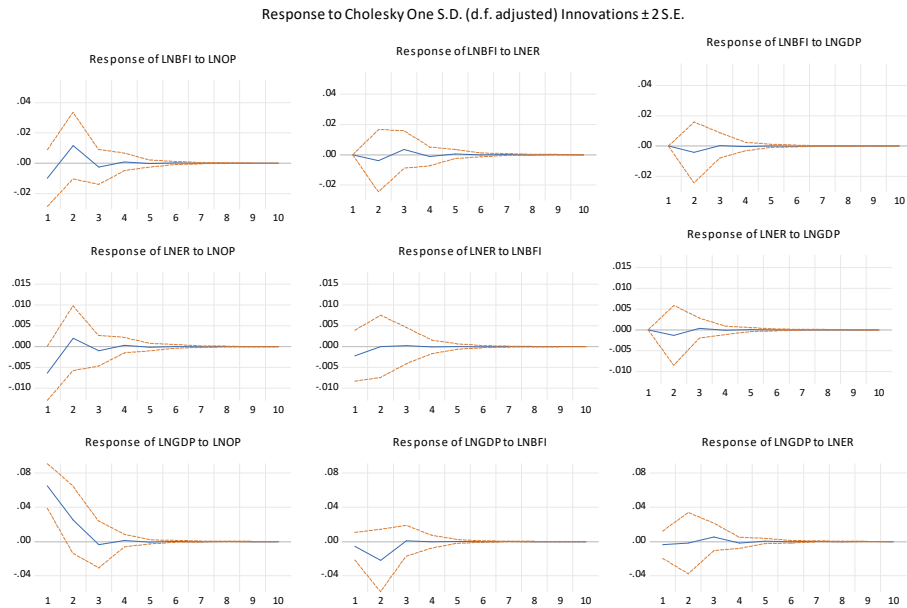 Response to Cholesky One S.D. (d.f. adjusted) Innovations ± 2 S.E.
Response of LNBFI to LNOP
.04
.02
.00
-.02
1 2 3 4 5 6 7 8 9 10
Response of LNBFI to LNER
.04
.02
.00
-.02
1 2 3 4 5 6 7 8 9 10
Response of LNBFI to LNGDP
.04
.02
.00
-.02
1 2 3 4 5 6 7 8 9 10
Response of LNER to LNOP
.015
.010
.005
.000
-.005
-.010
1 2 3 4 5 6 7 8 9 10
Response of LNER to LNBFI
.015
.010
.005
.000
-.005
-.010
1 2 3 4 5 6 7 8 9 10
Response of LNER to LNGDP
.015
.010
.005
.000
-.005
-.010
1 2 3 4 5 6 7 8 9 10
Response of LNGDP to LNOP
.08
.04
.00
-.04
1 2 3 4 5 6 7 8 9 10
Response of LNGDP to LNBFI
.08
.04
.00
-.04
1 2 3 4 5 6 7 8 9 10
Response of LNGDP to LNER
.08
.04
.00
-.04
1 2 3 4 5 6 7 8 9 10